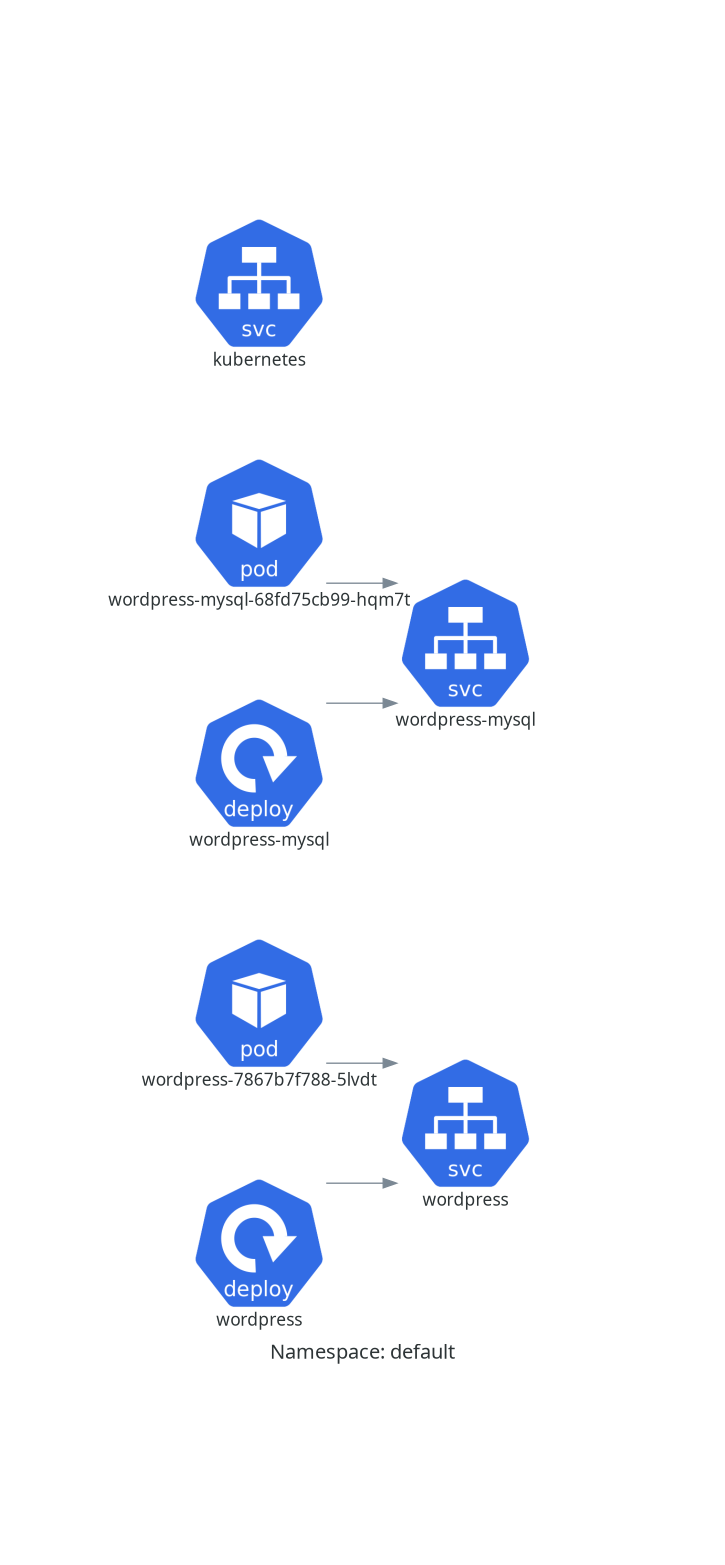 svc
kubernetes
pod
wordpress-mysql-68fd75cb99-hqm7t
svc
wordpress-mysql
deploy
wordpress-mysql
pod
wordpress-7867b7f788-5lvdt
svc
wordpress
deploy
wordpress
Namespace: default